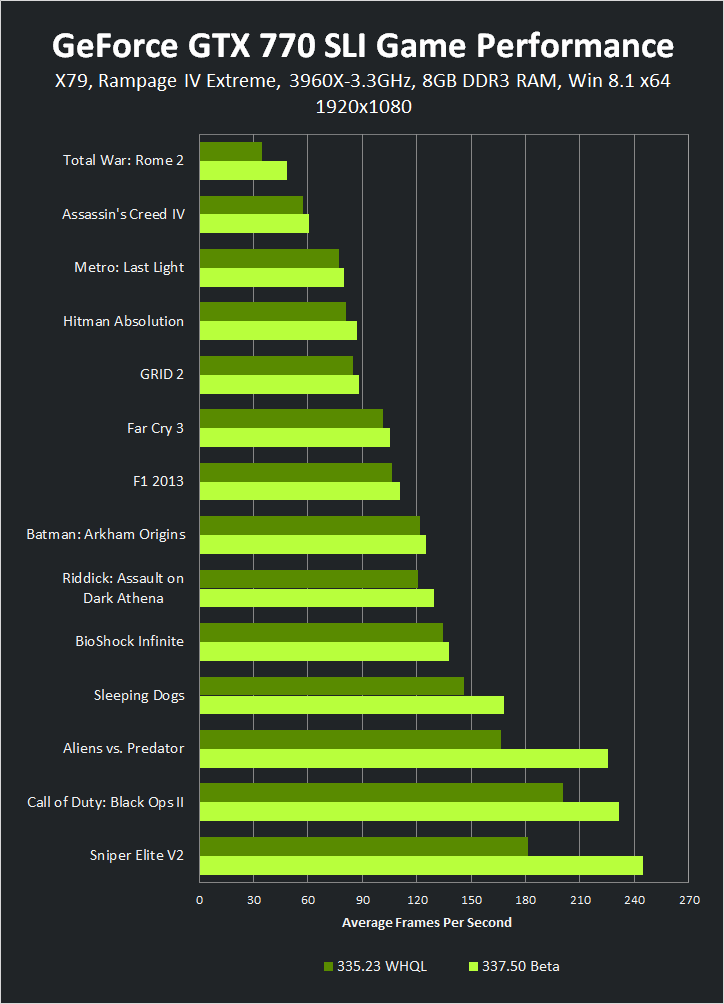 GeForce GTX 770 SLI Game Performance
X79, Rampage IV Extreme, 3960X-3.3GHz, 8GB DDR3 RAM, Win 8.1 x64
1920x1080
Total War: Rome 2
Assassin's Creed IV
Metro: Last Light
Hitman Absolution
GRID 2
Far Cry 3
F1 2013
Batman: Arkham Origins
Riddick: Assault on
Dark Athena
BioShock Infinite
Sleeping Dogs
Aliens vs. Predator
Call of Duty: Black Ops II
Sniper Elite V2
0 30 60 90 120 150 180 210 240 270
Average Frames Per Second
335.23 WHQL 337.50 Beta